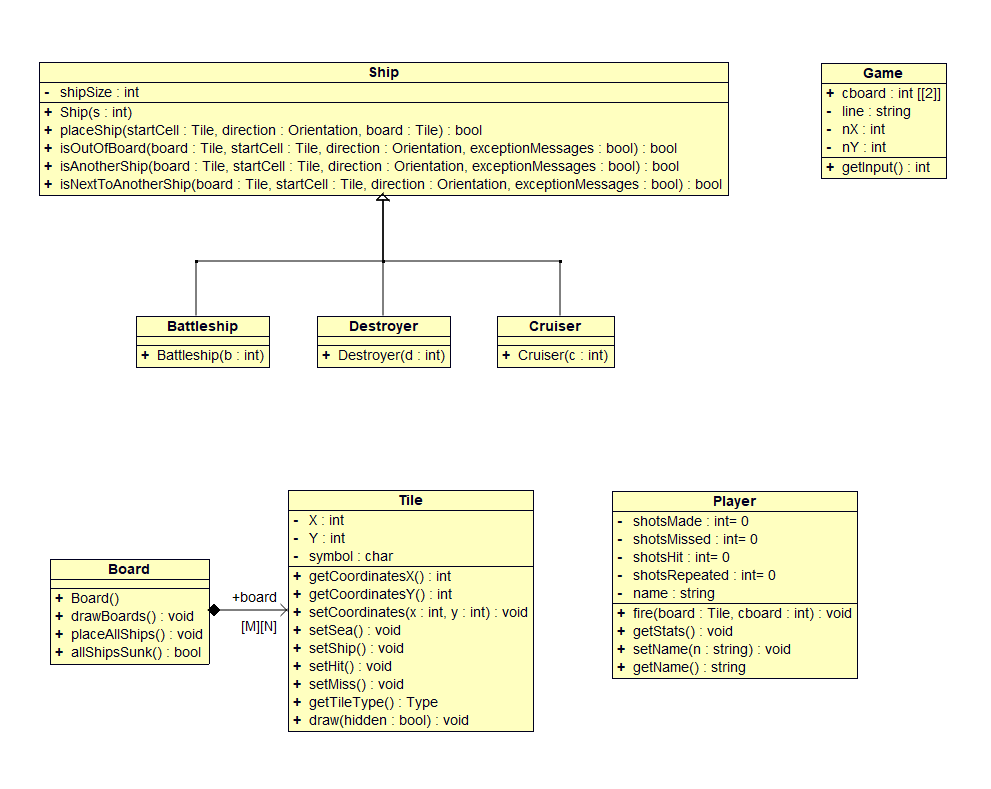 Ship
- shipSize : int
+ Ship(s : int)
+ placeShip(startCell : Tile, direction : Orientation, board : Tile) : bool
+ isOutOfBoard(board : Tile, startCell : Tile, direction : Orientation, exceptionMessages : bool) : bool
+ isAnotherShip(board : Tile, startCell : Tile, direction : Orientation, exceptionMessages : bool) : bool
+ isNextToAnotherShip(board : Tile, startCell : Tile, direction : Orientation, exceptionMessages : bool) : bool
Game
+ cboard : int [[2]]
- line : string
- nX : int
- nY : int
+ getInput() : int
Battleship
+ Battleship(b : int)
Destroyer
+ Destroyer(d : int)
Cruiser
+ Cruiser(c : int)
Board
+ Board()
+ drawBoards() : void
+ placeAllShips() : void
+ allShipsSunk() : bool
+board
[M][N]
Tile
- X : int
- Y : int
- symbol : char
+ getCoordinatesX() : int
+ getCoordinatesY() : int
+ setCoordinates(x : int, y : int) : void
+ setSea() : void
+ setShip() : void
+ setHit() : void
+ setMiss() : void
+ getTileType() : Type
+ draw(hidden : bool) : void
Player
- shotsMade : int= 0
- shotsMissed : int= 0
- shotsHit : int= 0
- shotsRepeated : int= 0
- name : string
+ fire(board : Tile, cboard : int) : void
+ getStats() : void
+ setName(n : string) : void
+ getName() : string